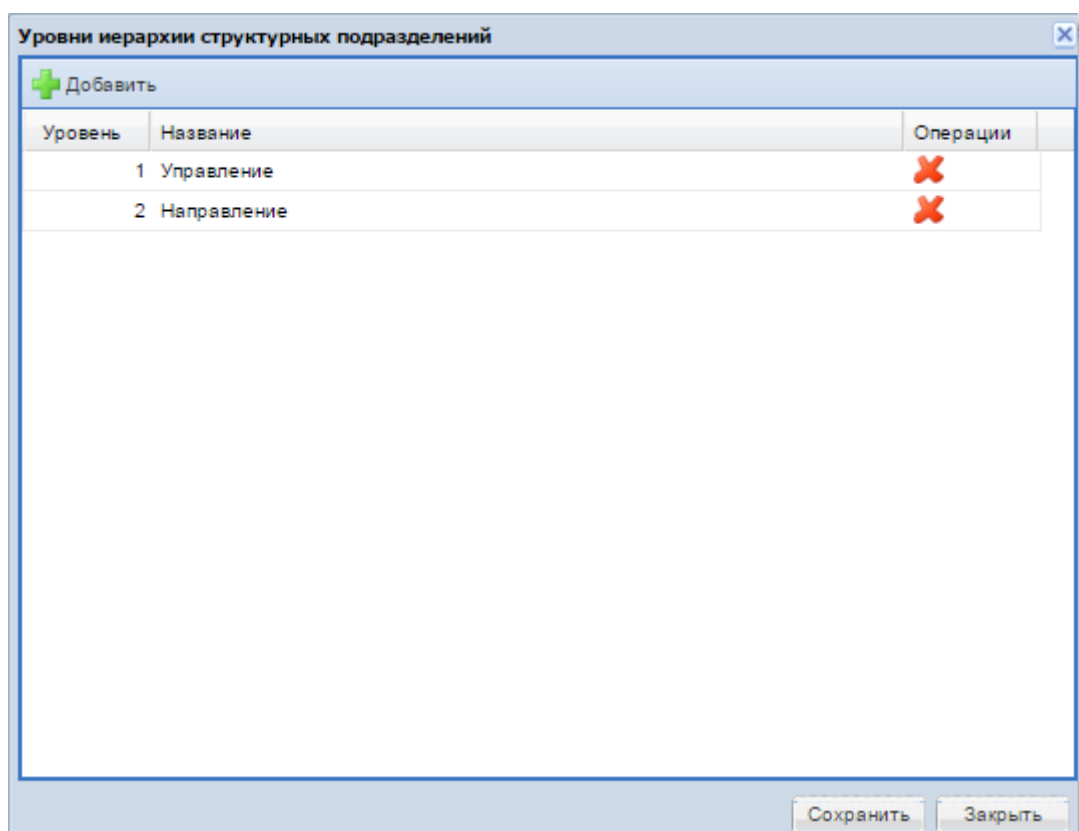 Уровни иерархии структурных подразделений
Добавить
Уровень Название Операции
1 Управление
2 Направление
Сохранить Закрыть